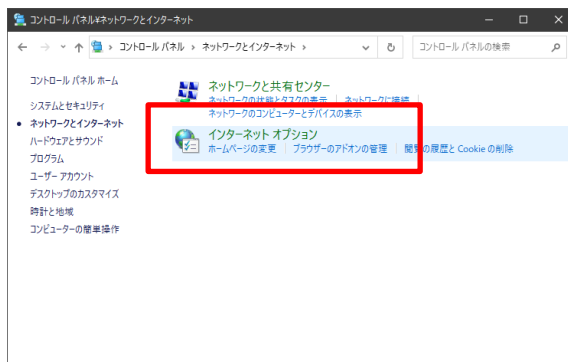 コントロール パネル¥ネットワークとインターネット
コントロール パネル › ネットワークとインターネット ›
コントロール パネルの検索
コントロール パネル ホーム
システムとセキュリティ
ネットワークとインターネット
ハードウェアとサウンド
プログラム
ユーザー アカウント
デスクトップのカスタマイズ
時計と地域
コンピューターの簡単操作
ネットワークと共有センター
ネットワークの状態とタスクの表示 ネットワークに接続
ネットワークのコンピューターとデバイスの表示
インターネット オプション
ホームページの変更 ブラウザーのアドオンの管理 閲覧の履歴と Cookie の削除